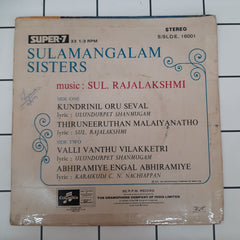 SUPER-7
33 1/3 RPM
STEREO
S/SLDE. 16001
SULAMANGALAM
SISTERS
music : SUL. RAJALAKSHMI
SIDE ONE
KUNDRINIL ORU SEVAL
lyric : ULUNDURPET SHANMUGAM
THIRUNEERUTHAN MALAIYANATHO
lyric : SUL. RAJALAKSHMI
SIDE TWO
VALLI VANTHU VILAKKETRI
lyric : ULUNDURPET SHANMUGAM
ABHIRAMIYE ENGAL ABHIRAMIYE
lyric : KARAIKUDI C. N. NACHIAPPAN
Columbia
THE GRAMOPHONE COMPANY OF INDIA LIMITED